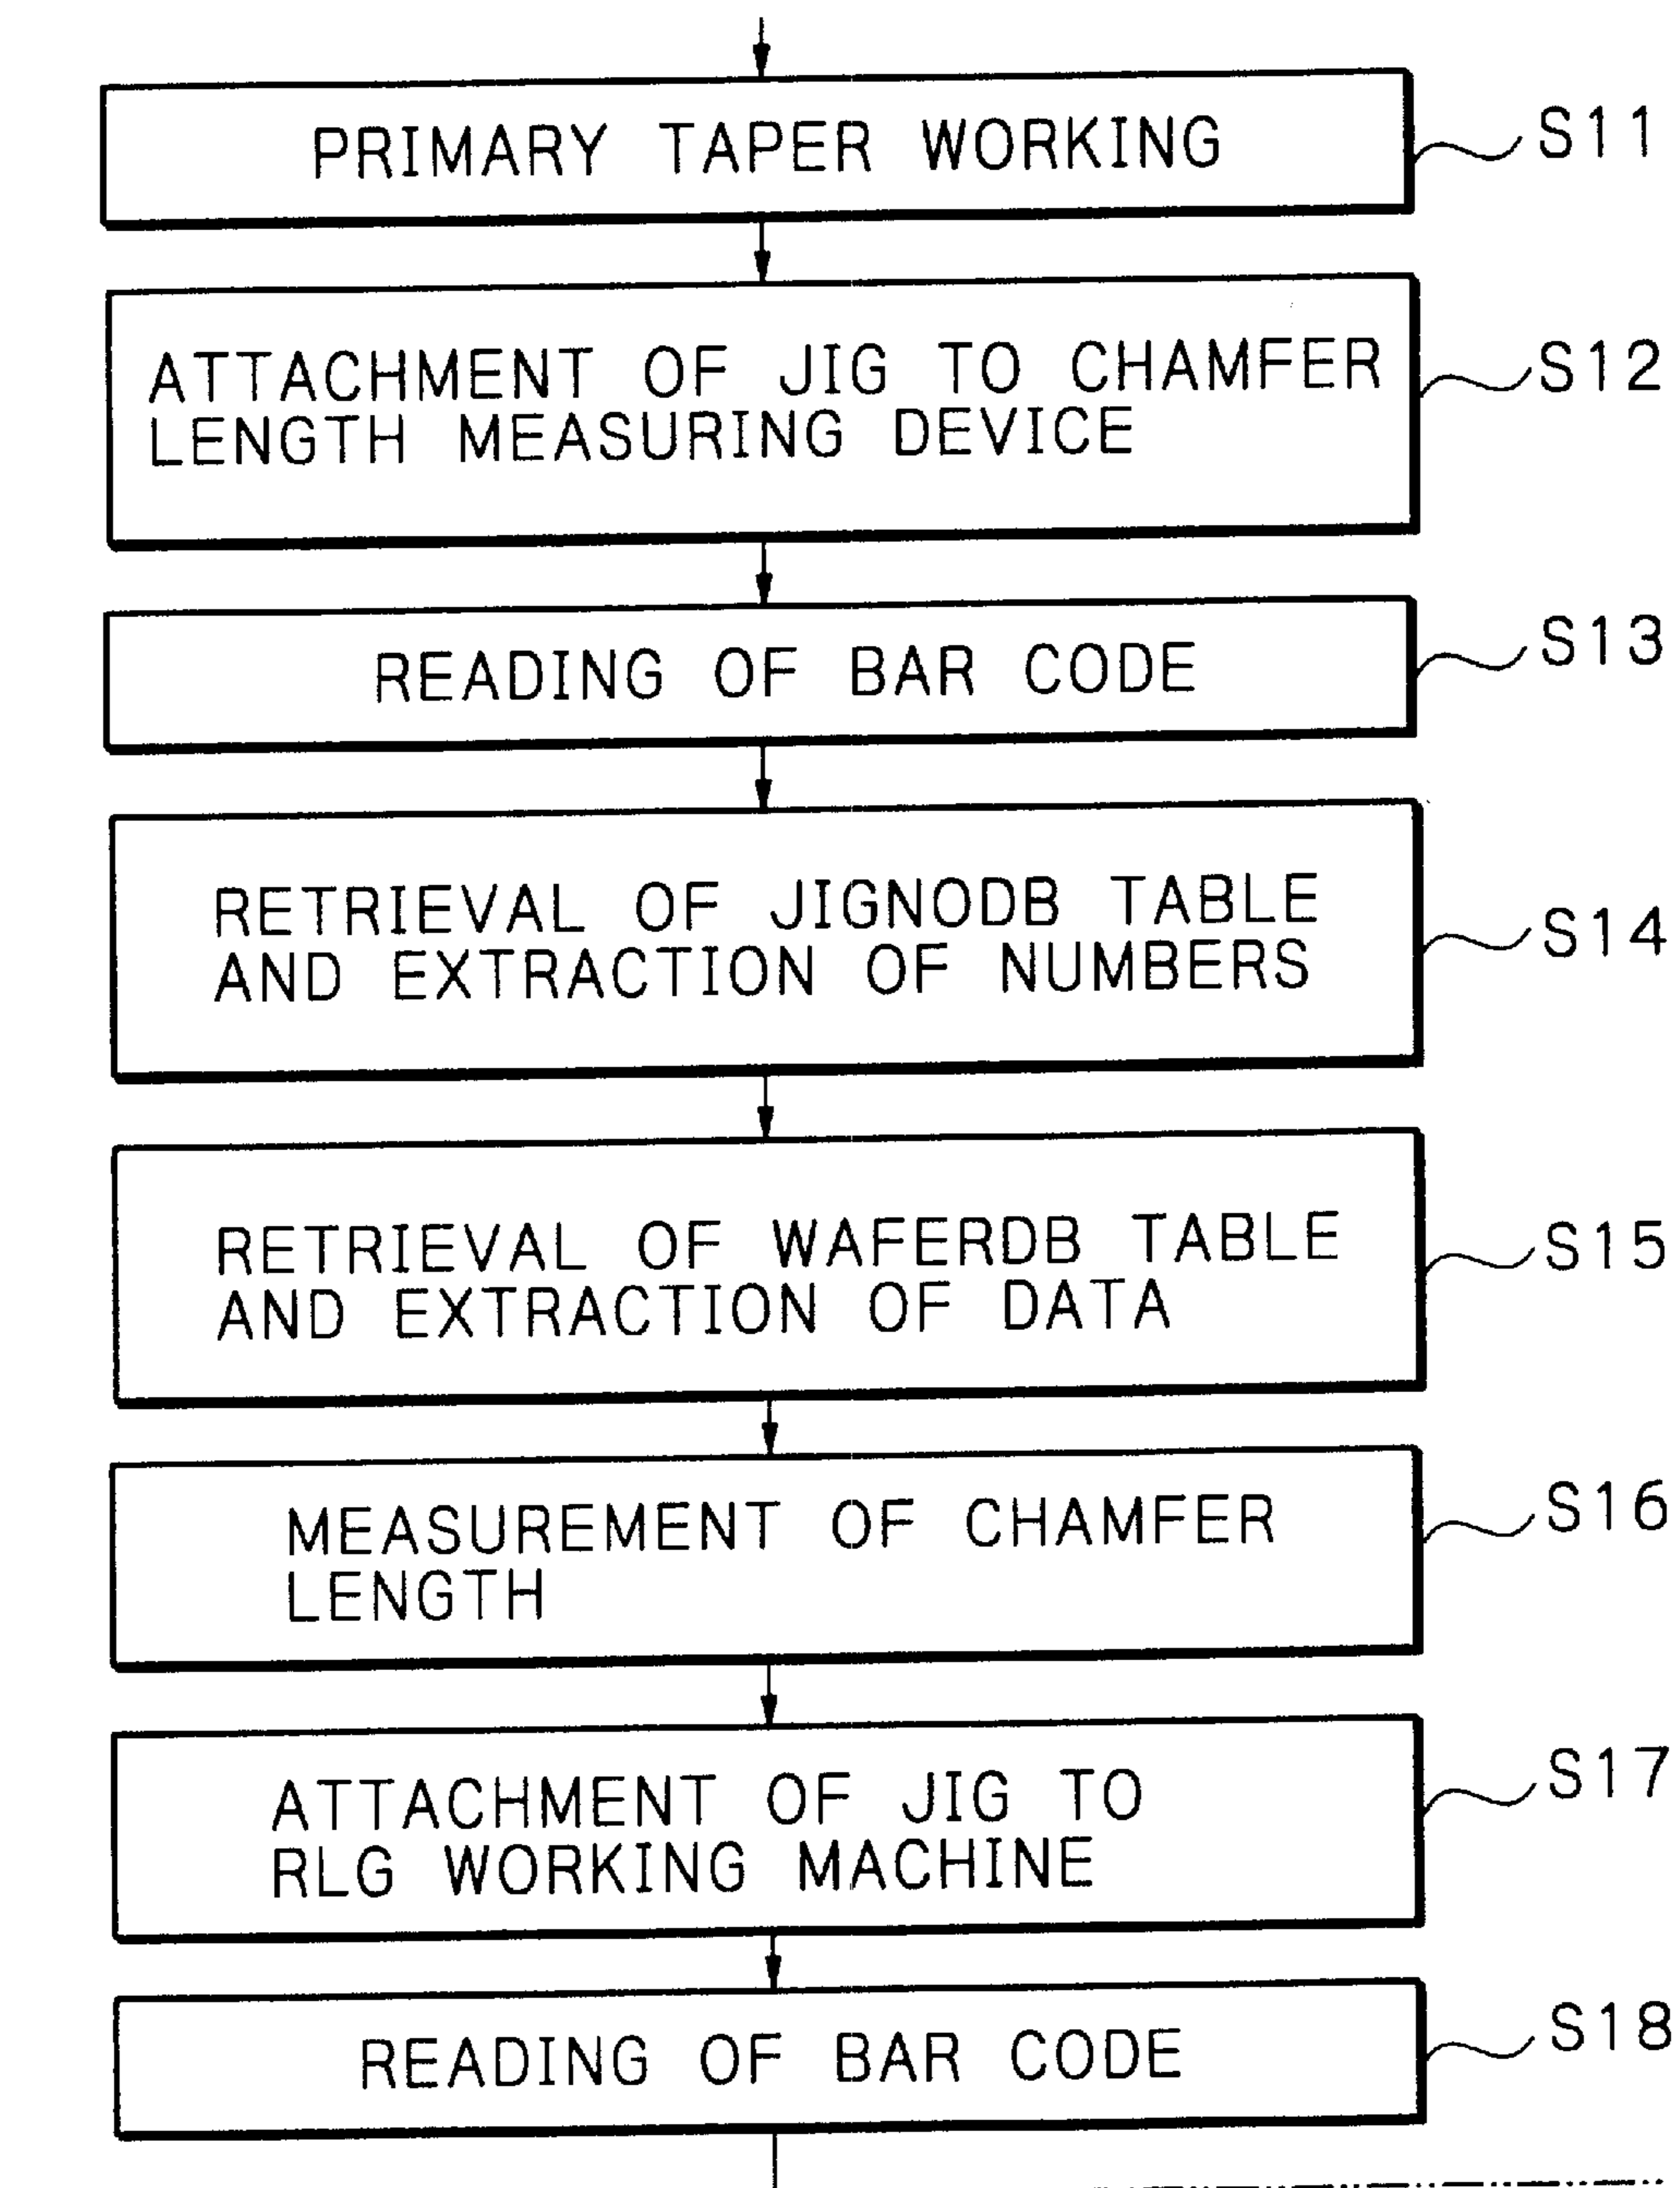 PRIMARY TAPER WORKING
S11
ATTACHMENT OF JIG TO CHAMFER
LENGTH MEASURING DEVICE
S12
READING OF BAR CODE
S13
RETRIEVAL OF JIGNODB TABLE
AND EXTRACTION OF NUMBERS
S14
RETRIEVAL OF WAFERDB TABLE
AND EXTRACTION OF DATA
S15
MEASUREMENT OF CHAMFER
LENGTH
S16
ATTACHMENT OF JIG TO
RLG WORKING MACHINE
S17
READING OF BAR CODE
S18